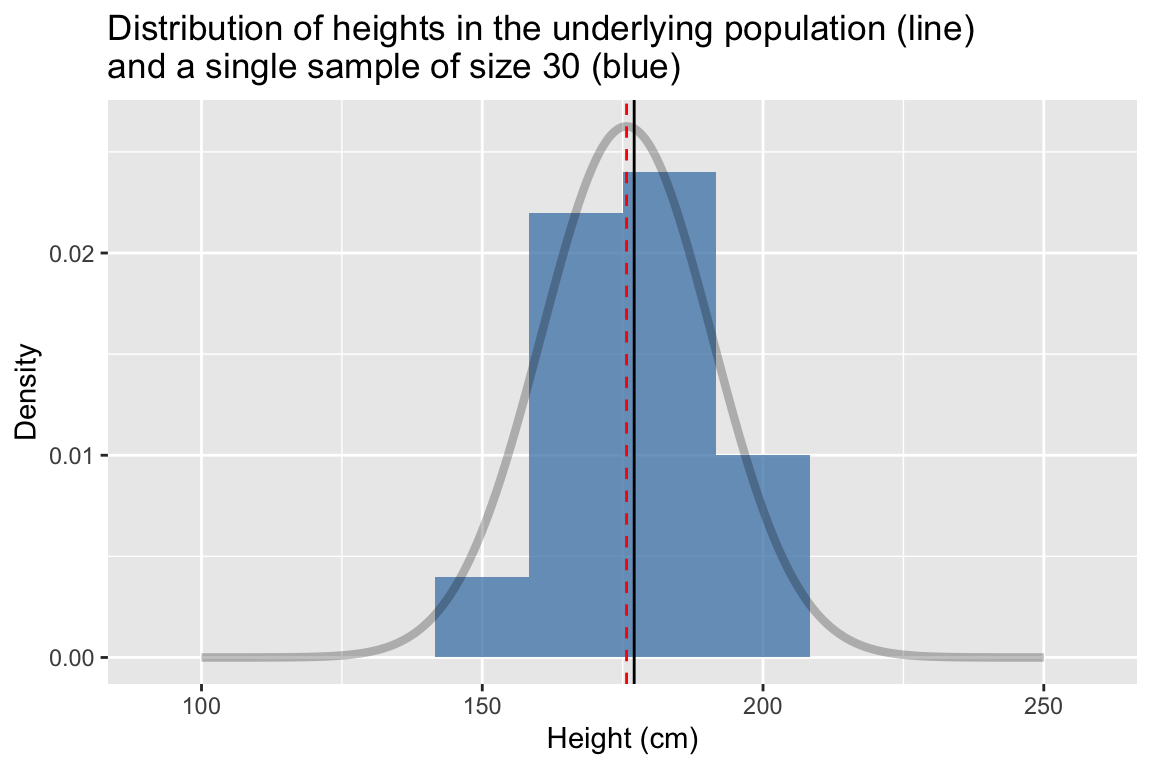 Distribution of heights in the underlying population (line)
and a single sample of size 30 (blue)
Density
0.02
0.01
0.00
100
150
200
250
Height (cm)